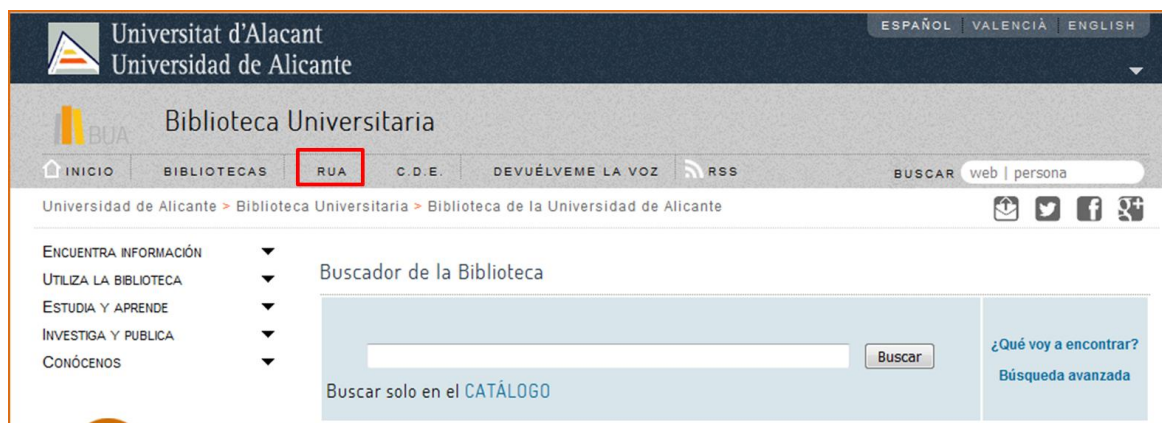 Universitat d'Alacant
Universidad de Alicante
ESPAÑOL | VALENCIÀ | ENGLISH
BUA
Biblioteca Universitaria
INICIO BIBLIOTECAS RUA C.D.E. DEVUÉLVEME LA VOZ RSS BUSCAR web | persona
Universidad de Alicante > Biblioteca Universitaria > Biblioteca de la Universidad de Alicante
ENCUENTRA INFORMACIÓN
UTILIZA LA BIBLIOTECA
ESTUDIA Y APRENDE
INVESTIGA Y PUBLICA
CONÓCENOS
Buscador de la Biblioteca
Buscar
Buscar solo en el CATÁLOGO
¿Qué voy a encontrar?
Búsqueda avanzada